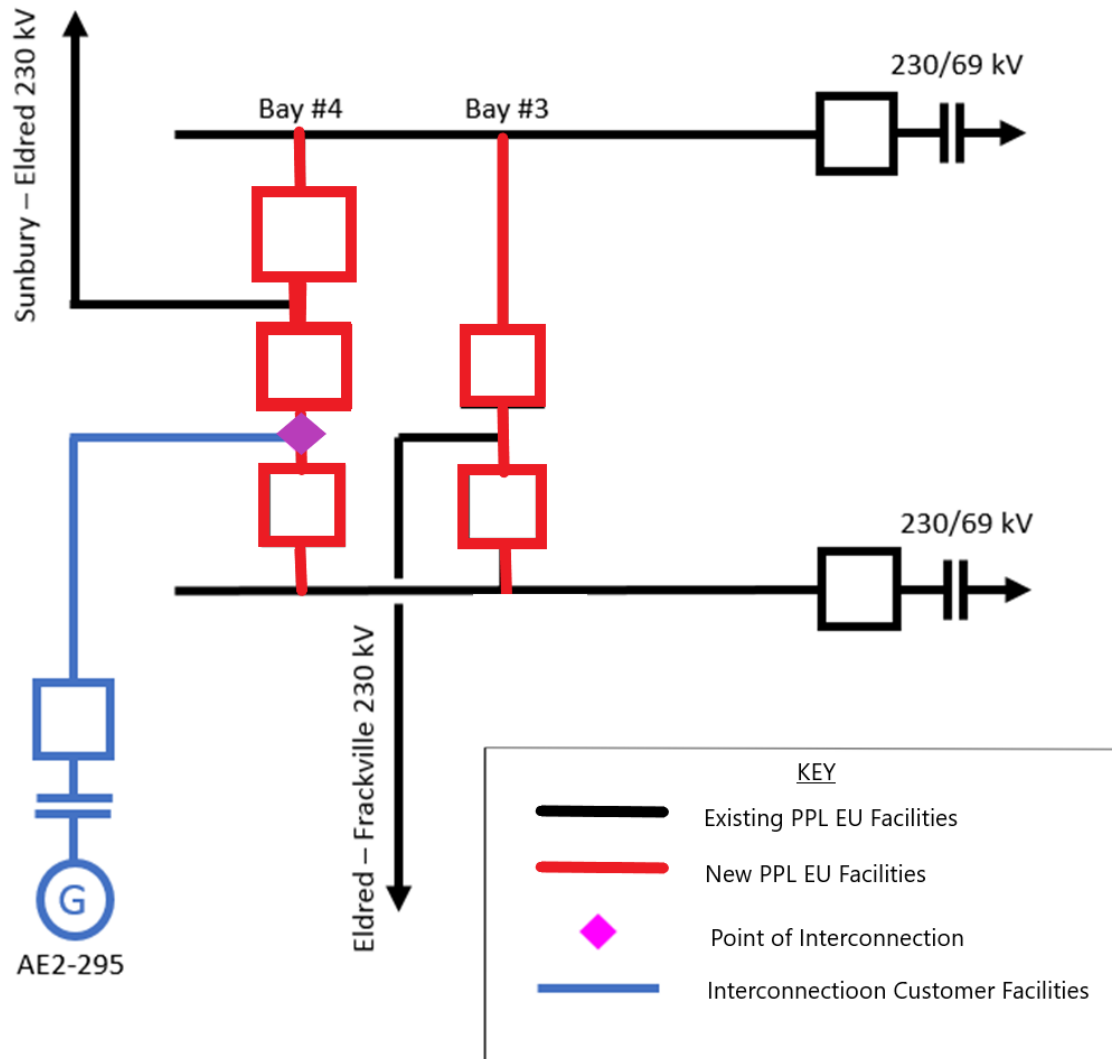 Sunbury – Eldred 230 kV
Bay #4
Bay #3
230/69 kV
230/69 kV
Eldred – Frackville 230 kV
G
AE2-295
KEY
Existing PPL EU Facilities
New PPL EU Facilities
Point of Interconnection
Interconnectioon Customer Facilities